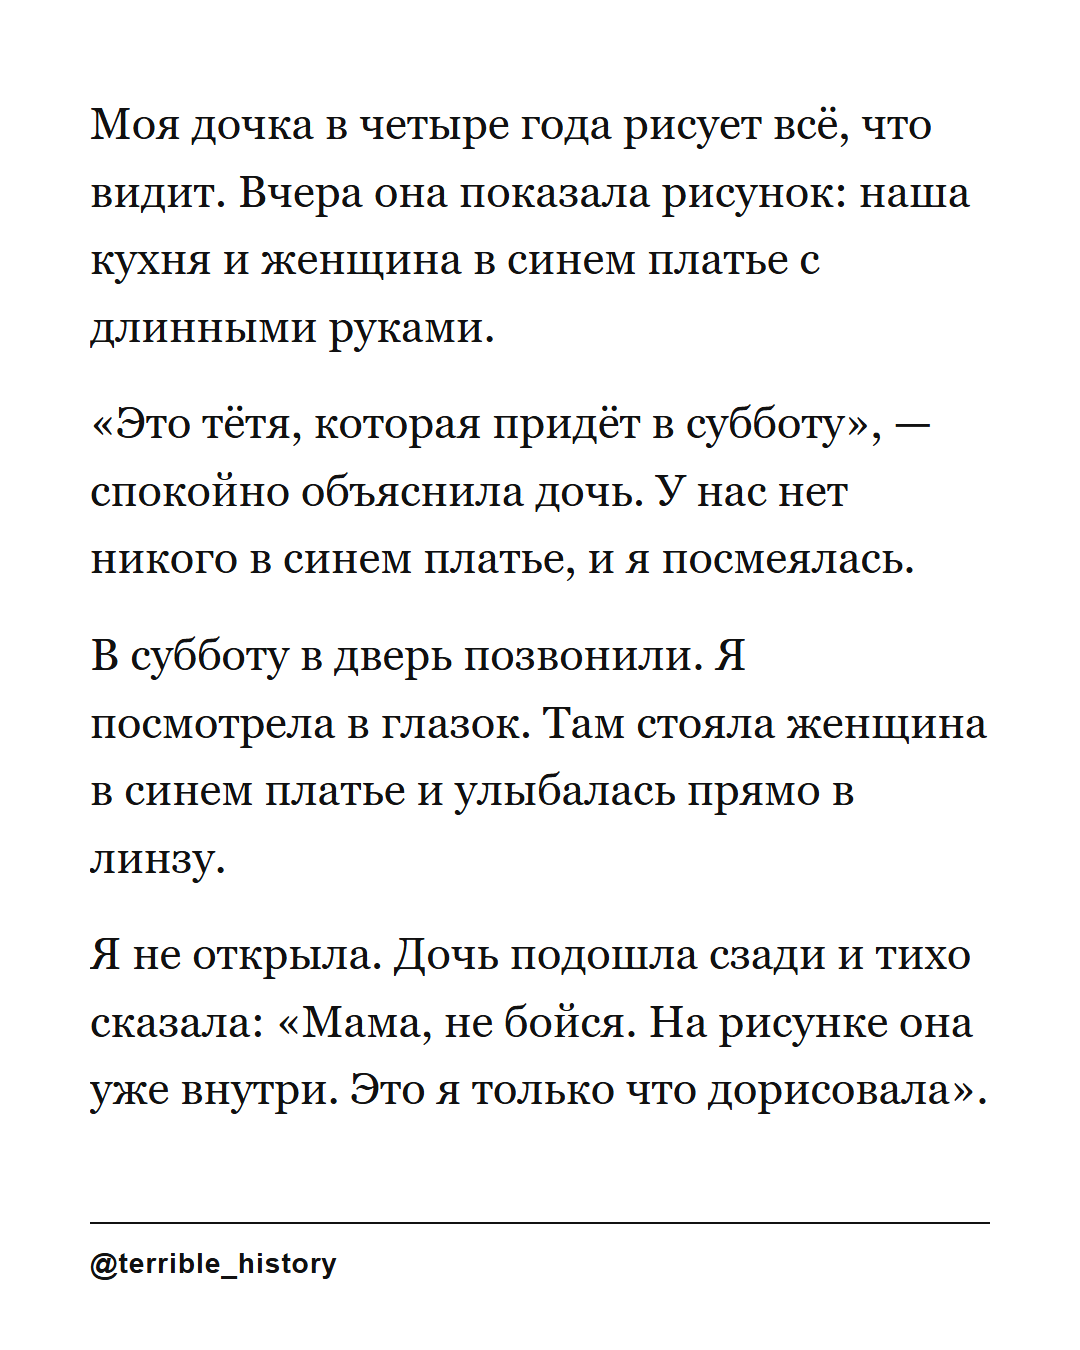 Моя дочка в четыре года рисует всё, что
видит. Вчера она показала рисунок: наша
кухня и женщина в синем платье с
длинными руками.
«Это тётя, которая придёт в субботу», —
спокойно объяснила дочь. У нас нет
никого в синем платье, и я посмеялась.
В субботу в дверь позвонили. Я
посмотрела в глазок. Там стояла женщина
в синем платье и улыбалась прямо в
линзу.
Я не открыла. Дочь подошла сзади и тихо
сказала: «Мама, не бойся. На рисунке она
уже внутри. Это я только что дорисовала».
@terrible_history